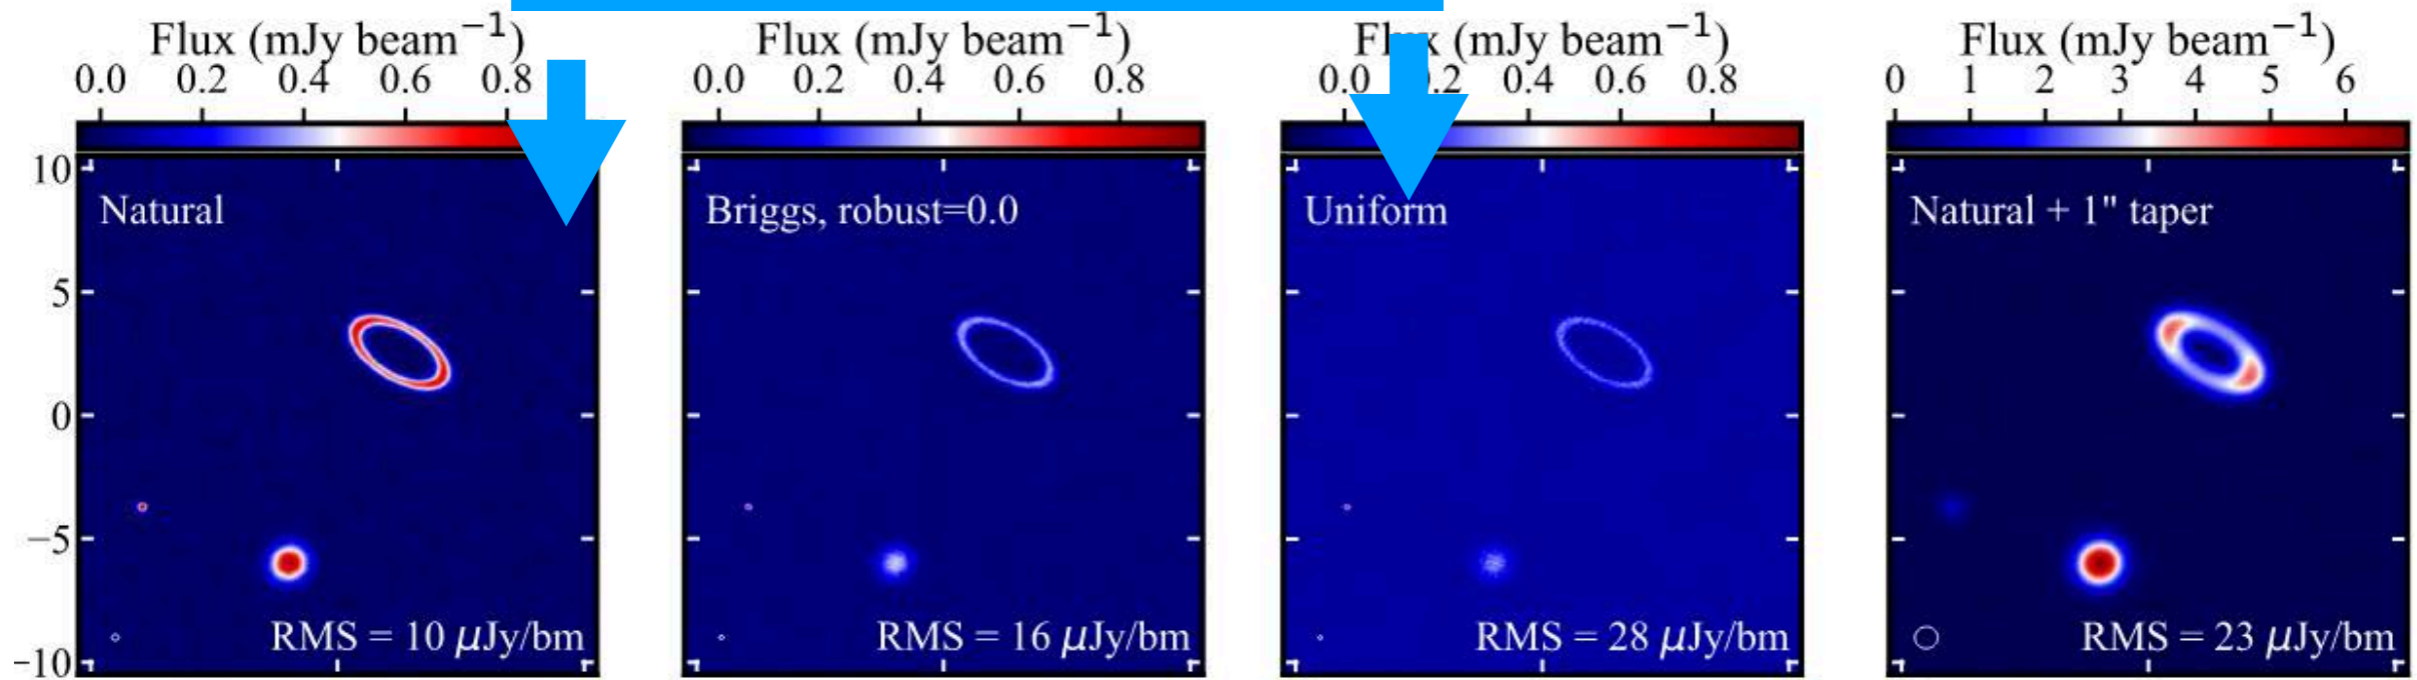 Flux (mJy beam⁻¹) Flux (mJy beam⁻¹) Flux (mJy beam⁻¹) Flux (mJy beam⁻¹)
0.0 0.2 0.4 0.6 0.8 0.0 0.2 0.4 0.6 0.8 0.0 0.2 0.4 0.6 0.8 0 1 2 3 4 5 6
10
Natural Briggs, robust=0.0 Uniform Natural + 1" taper
5
0
−5
RMS = 10 μJy/bm RMS = 16 μJy/bm RMS = 28 μJy/bm RMS = 23 μJy/bm
−10